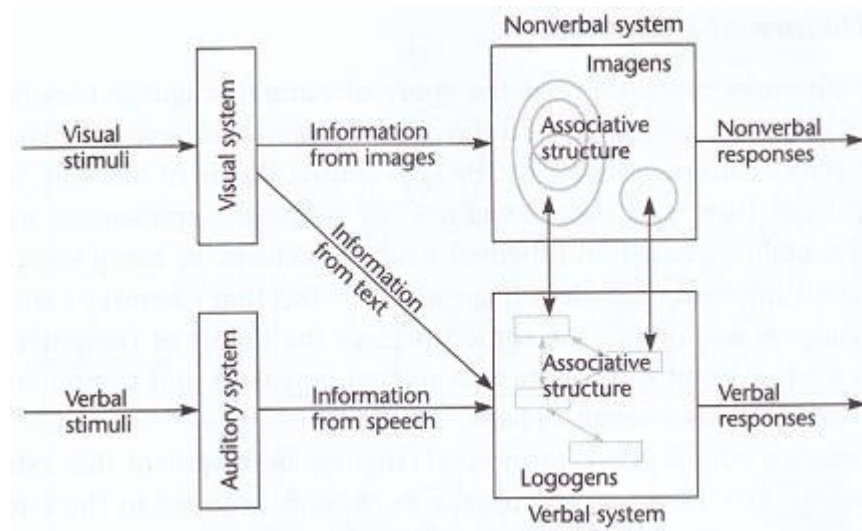 Nonverbal system
Imagens
Visual
stimuli
Visual system
Information
from images
Associative
structure
Nonverbal
responses
Information
from text
Verbal
stimuli
Auditory system
Information
from speech
Associative
structure
Verbal
responses
Logogens
Verbal system